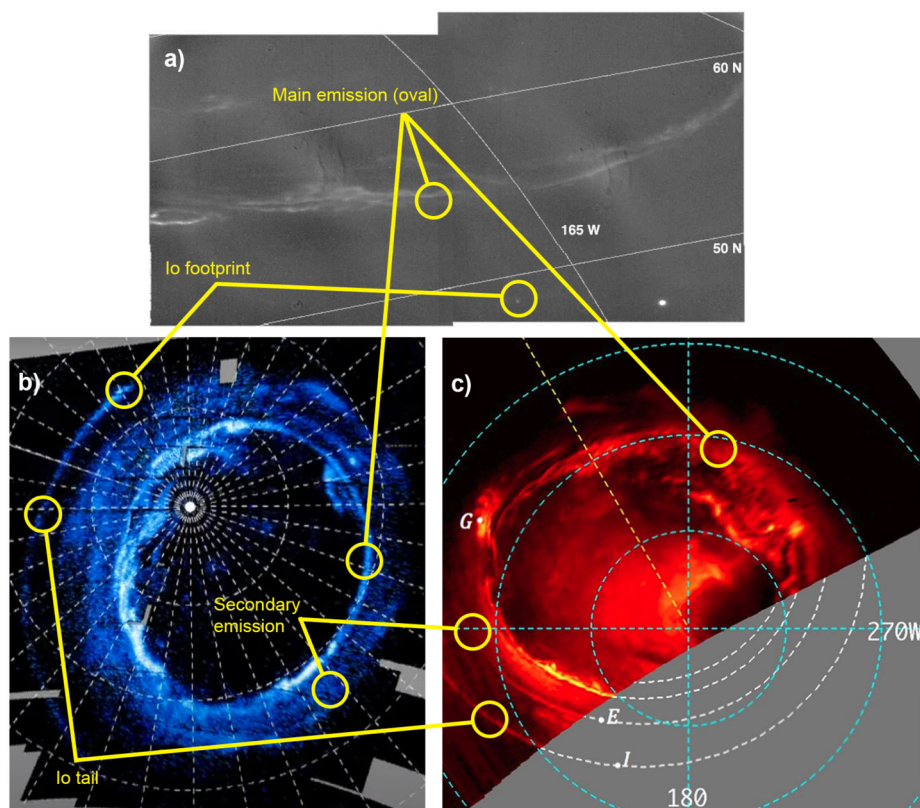 a)
60 N
Main emission (oval)
165 W
50 N
Io footprint
b)
c)
G
Secondary
emission
270W
E
I
Io tail
180